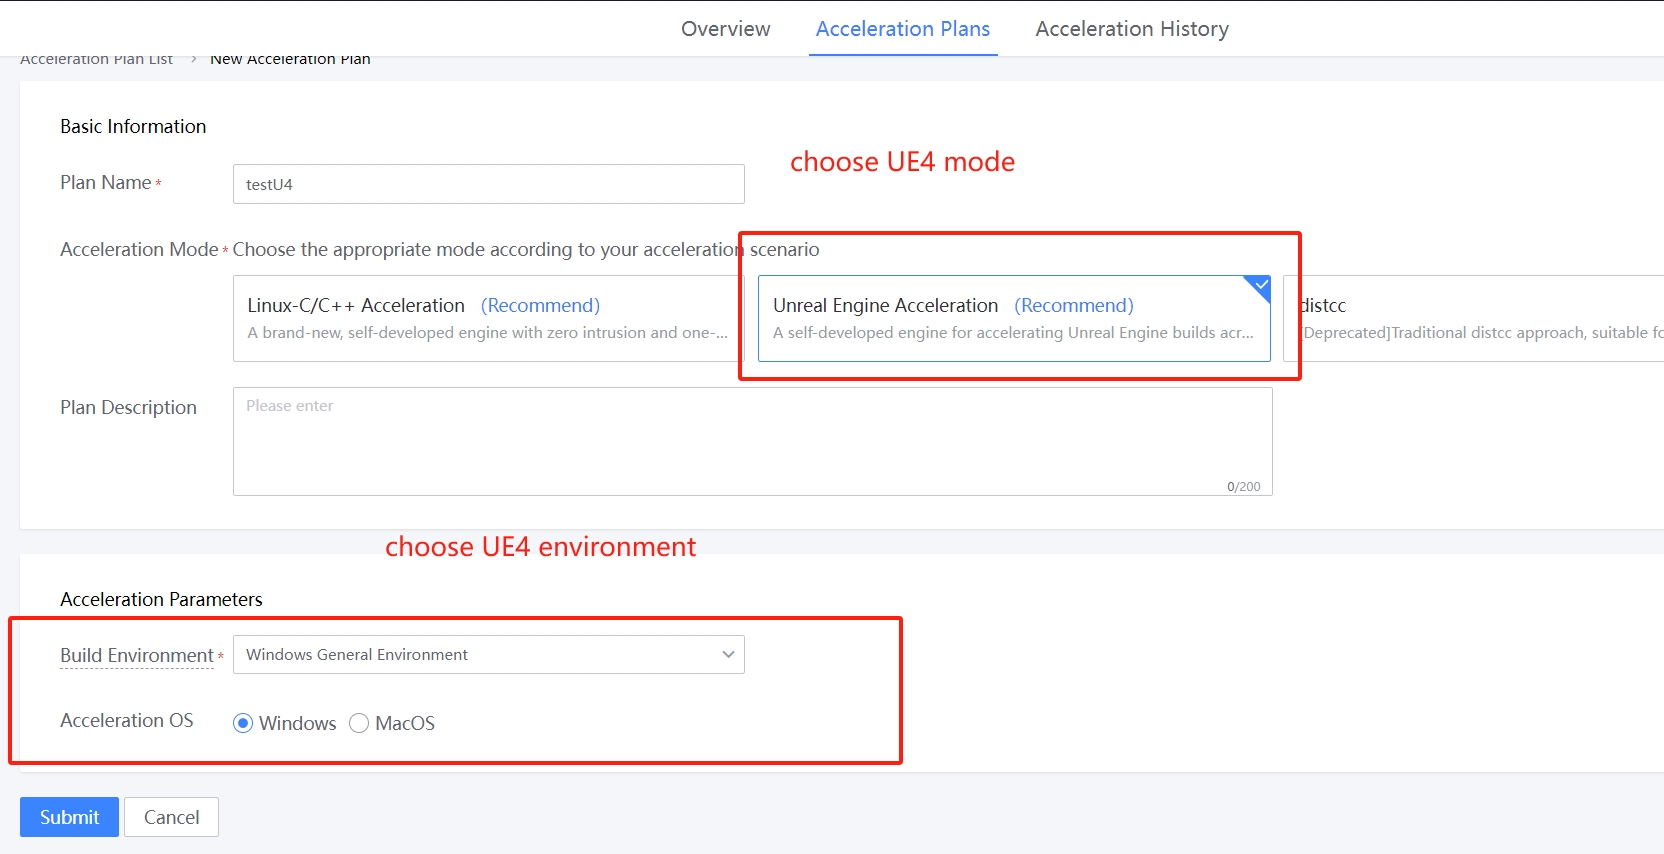 Overview Acceleration Plans Acceleration History
Acceleration Plan List > New Acceleration Plan
Basic Information
choose UE4 mode
Plan Name * testU4
Acceleration Mode * Choose the appropriate mode according to your acceleration scenario
Linux-C/C++ Acceleration (Recommend) Unreal Engine Acceleration (Recommend) distcc
A brand-new, self-developed engine with zero intrusion and one-... A self-developed engine for accelerating Unreal Engine builds acr... [Deprecated]Traditional distcc approach, suitable fo
Plan Description Please enter
0/200
choose UE4 environment
Acceleration Parameters
Build Environment * Windows General Environment
Acceleration OS Windows MacOS
Submit Cancel